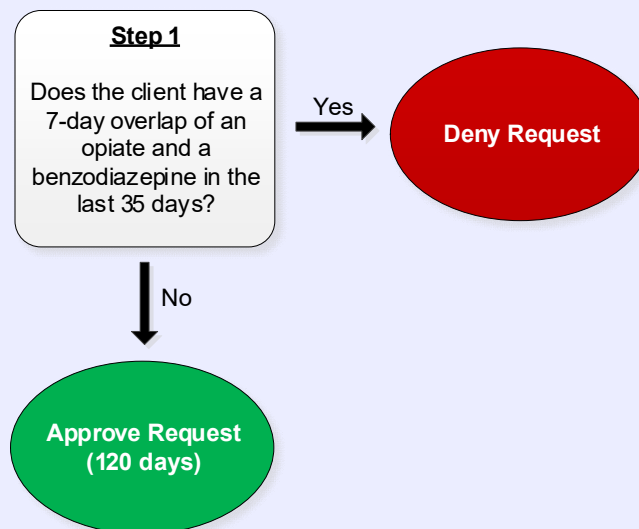 Step 1
Does the client have a
7-day overlap of an
opiate and a
benzodiazepine in the
last 35 days?
Yes
Deny Request
No
Approve Request
(120 days)